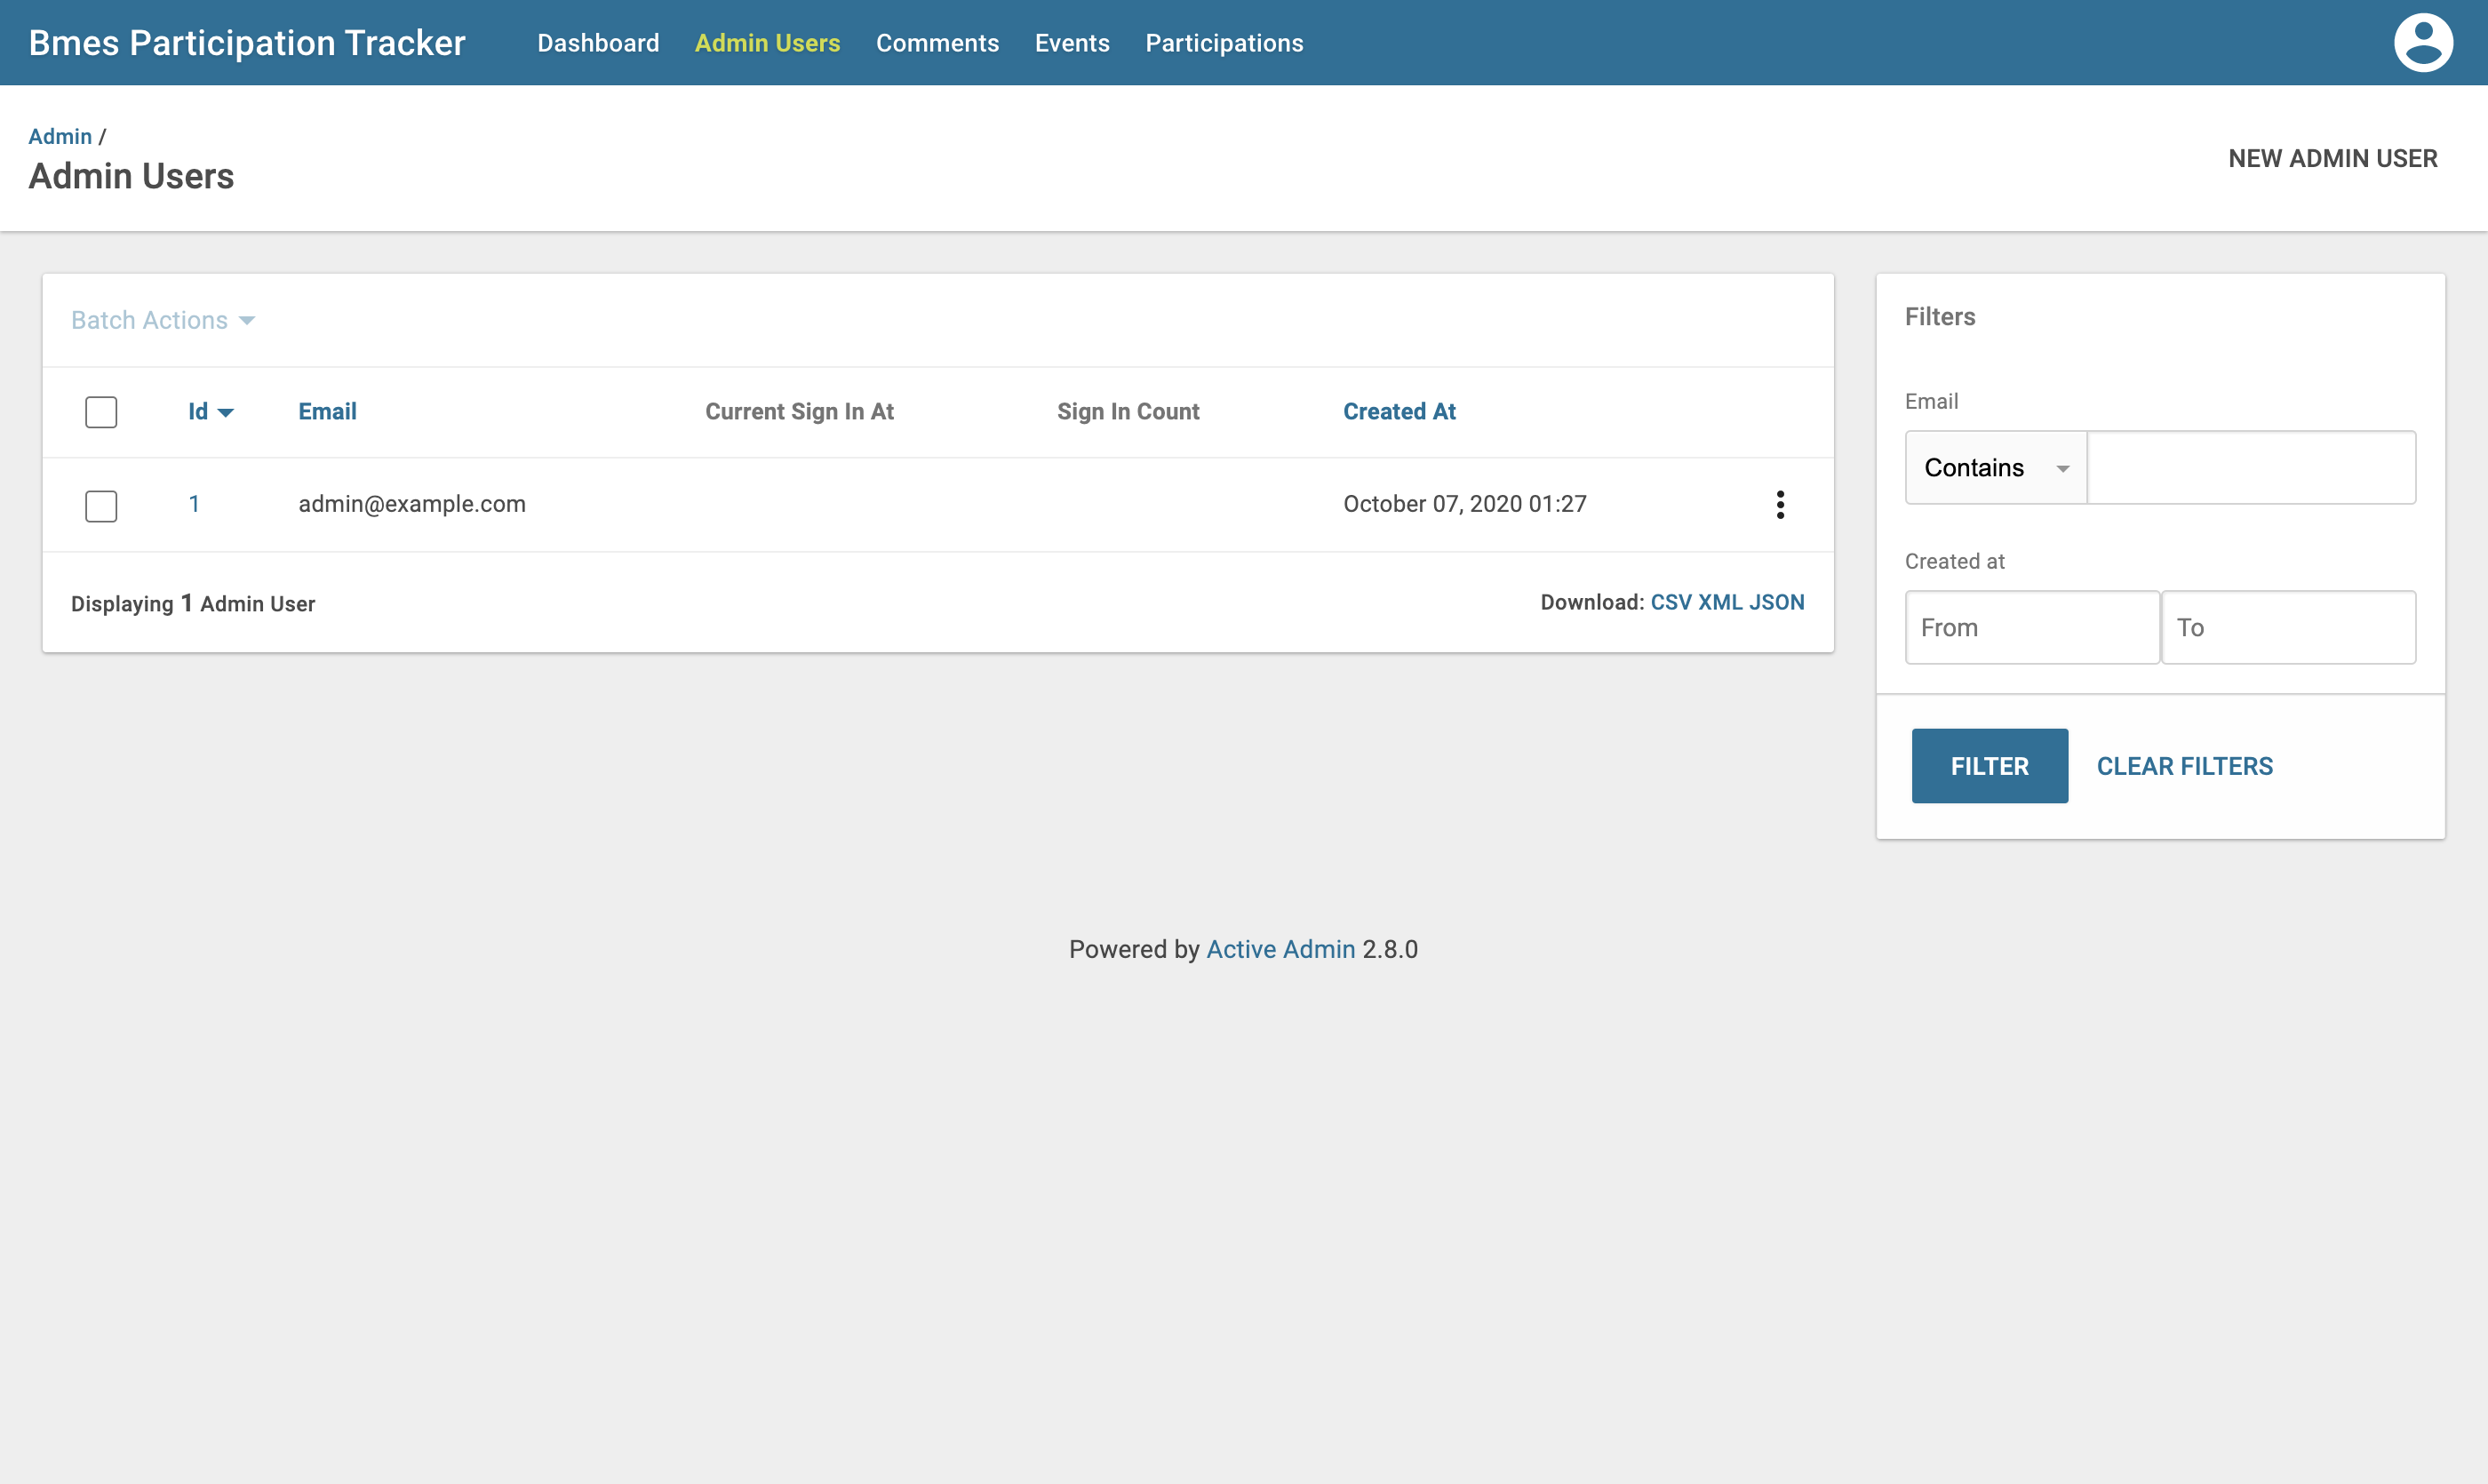 Bmes Participation Tracker Dashboard Admin Users Comments Events Participations
Admin /
Admin Users
NEW ADMIN USER
Batch Actions
Id Email Current Sign In At Sign In Count Created At
1 admin@example.com October 07, 2020 01:27
Displaying 1 Admin User
Download: CSV XML JSON
Filters
Email
Contains
Created at
From To
FILTER CLEAR FILTERS
Powered by Active Admin 2.8.0